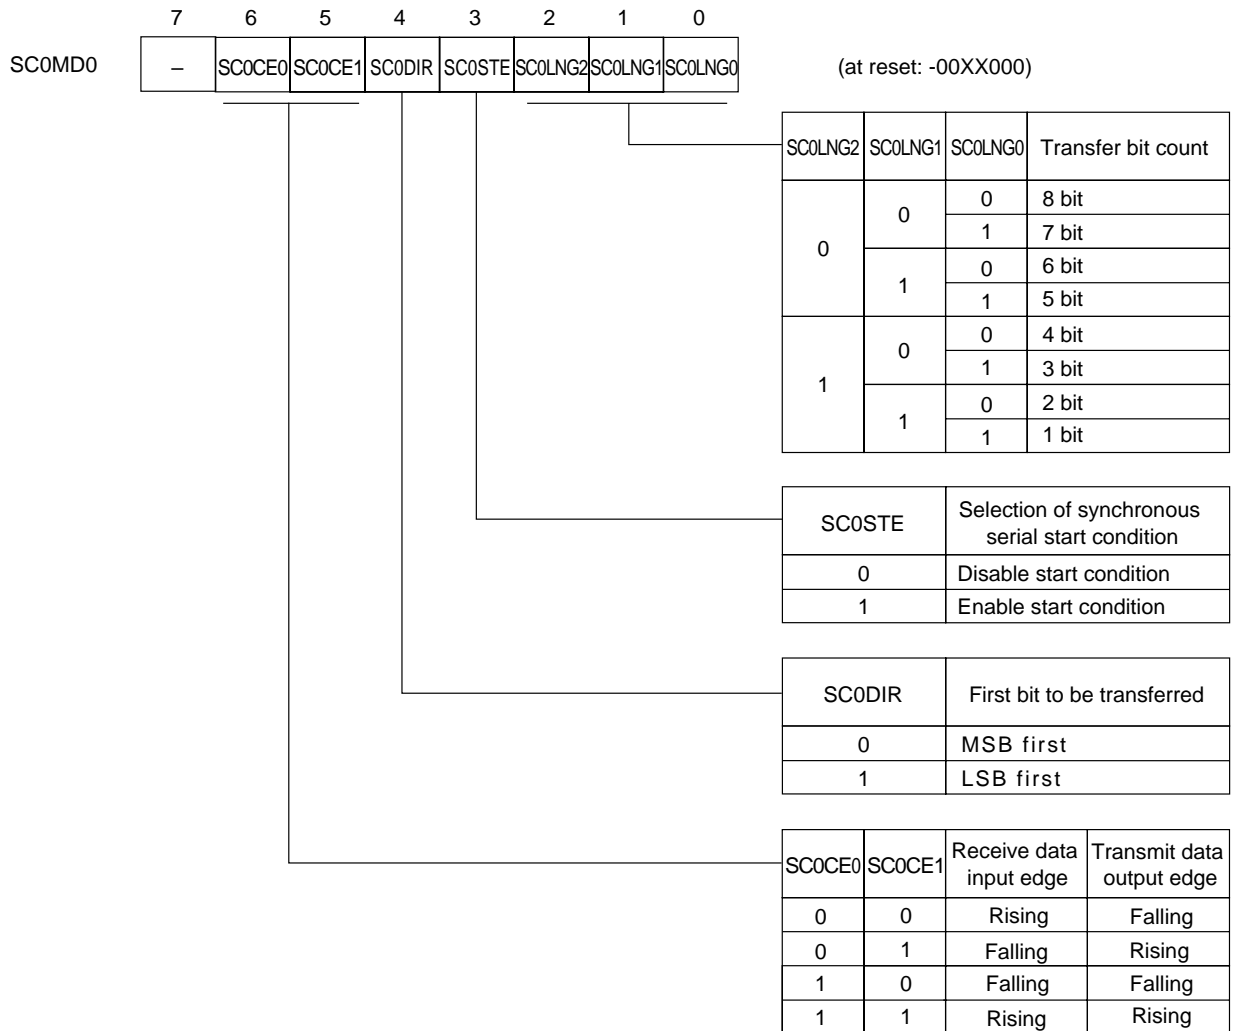 7 6 5 4 3 2 1 0
SC0MD0 – SC0CE0 SC0CE1 SC0DIR SC0STE SC0LNG2 SC0LNG1 SC0LNG0 (at reset: -00XX000)
SC0LNG2 SC0LNG1 SC0LNG0 Transfer bit count
0 0 0 8 bit
1 7 bit
1 0 6 bit
1 5 bit
1 0 0 4 bit
1 3 bit
1 0 2 bit
1 1 bit
SC0STE Selection of synchronous
serial start condition
0 Disable start condition
1 Enable start condition
SC0DIR First bit to be transferred
0 MSB first
1 LSB first
SC0CE0 SC0CE1 Receive data Transmit data
input edge output edge
0 0 Rising Falling
0 1 Falling Rising
1 0 Falling Falling
1 1 Rising Rising